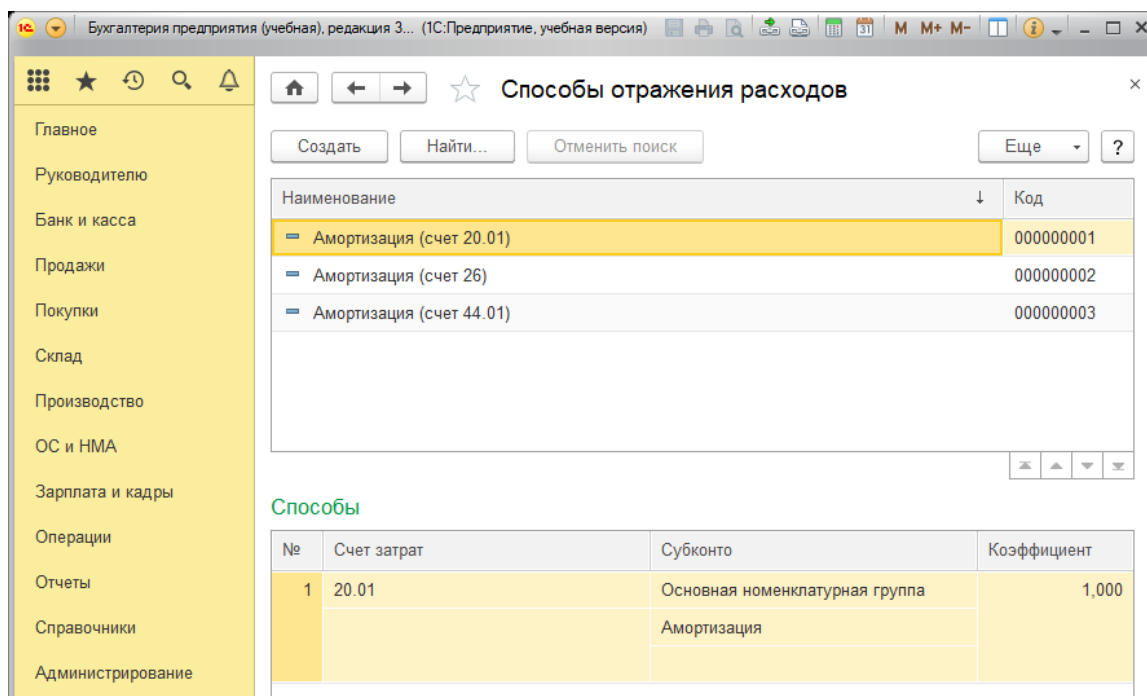 1С Бухгалтерия предприятия (учебная), редакция 3... (1С:Предприятие, учебная версия) 31 M M+ M-
Способы отражения расходов
Главное
Руководителю
Банк и касса
Продажи
Покупки
Склад
Производство
ОС и НМА
Зарплата и кадры
Операции
Отчеты
Справочники
Администрирование
Создать Найти... Отменить поиск Еще ?
Наименование ↓ Код
Амортизация (счет 20.01) 000000001
Амортизация (счет 26) 000000002
Амортизация (счет 44.01) 000000003
Способы
№ Счет затрат Субконто Коэффициент
1 20.01 Основная номенклатурная группа 1,000
Амортизация